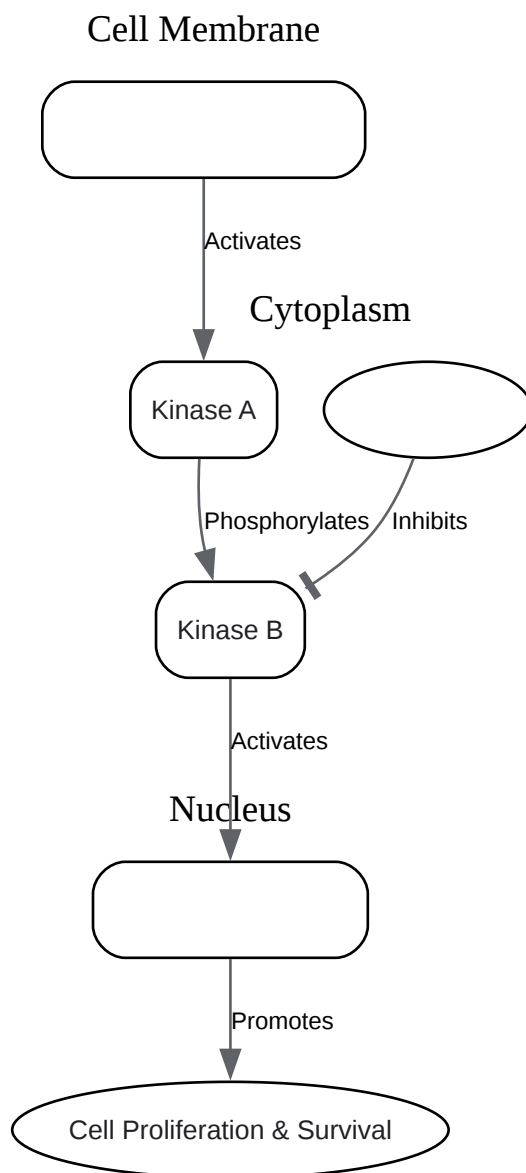 Cell Membrane
Activates
Cytoplasm
Kinase A
Phosphorylates
Inhibits
Kinase B
Activates
Nucleus
Promotes
Cell Proliferation & Survival